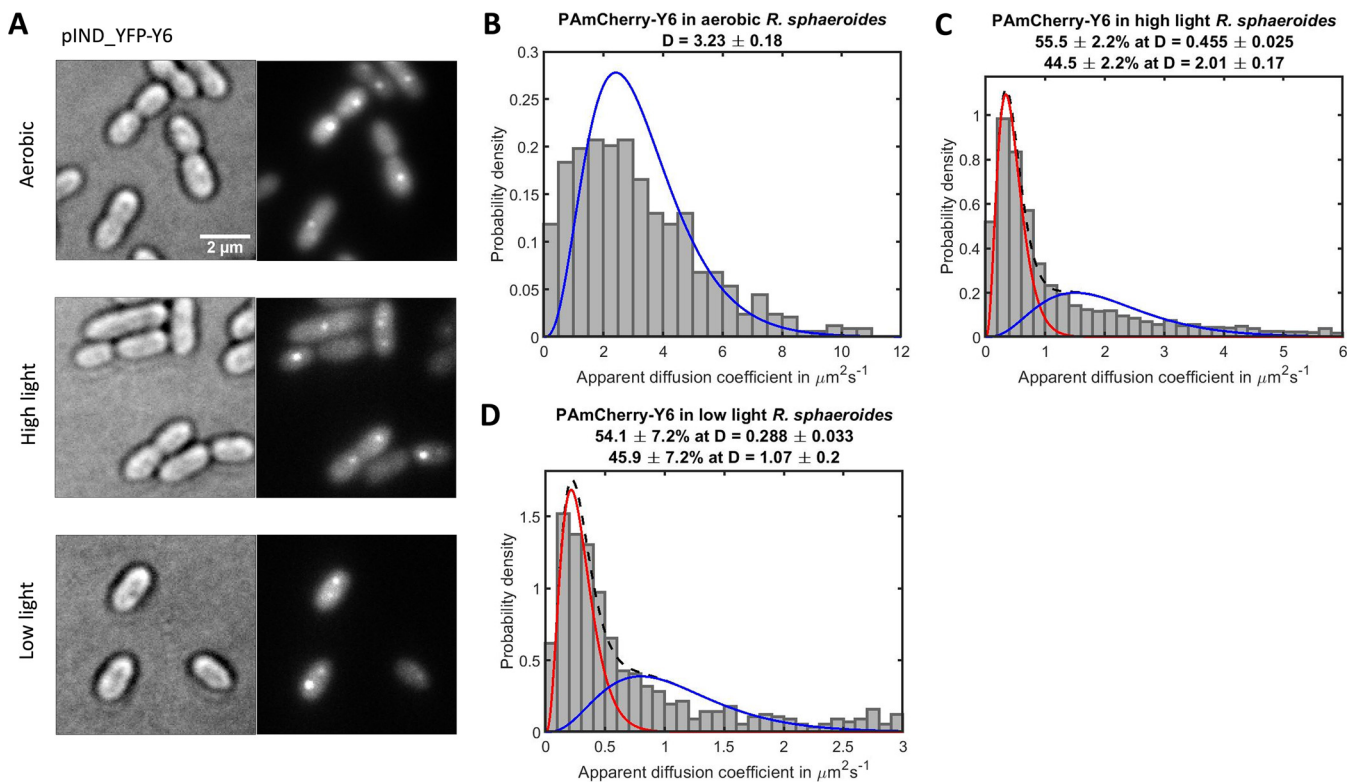 A
pIND_YFP-Y6
Aerobic
2 µm
High light
Low light
B
PAmCherry-Y6 in aerobic R. sphaeroides
D = 3.23 ± 0.18
0.3
0.25
0.2
0.15
0.1
0.05
0
Probability density
0 2 4 6 8 10 12
Apparent diffusion coefficient in μm²s⁻¹
C
PAmCherry-Y6 in high light R. sphaeroides
55.5 ± 2.2% at D = 0.455 ± 0.025
44.5 ± 2.2% at D = 2.01 ± 0.17
1
0.8
0.6
0.4
0.2
0
Probability density
0 1 2 3 4 5 6
Apparent diffusion coefficient in μm²s⁻¹
D
PAmCherry-Y6 in low light R. sphaeroides
54.1 ± 7.2% at D = 0.288 ± 0.033
45.9 ± 7.2% at D = 1.07 ± 0.2
1.5
1
0.5
0
Probability density
0 0.5 1 1.5 2 2.5 3
Apparent diffusion coefficient in μm²s⁻¹